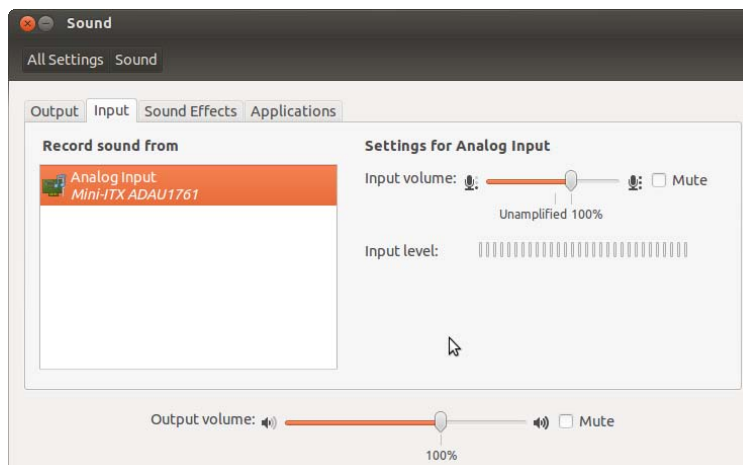 Sound
All Settings Sound
Output Input Sound Effects Applications
Record sound from
Analog Input
Mini-ITX ADAU1761
Settings for Analog Input
Input volume: Mute
Unamplified 100%
Input level:
Output volume: Mute
100%